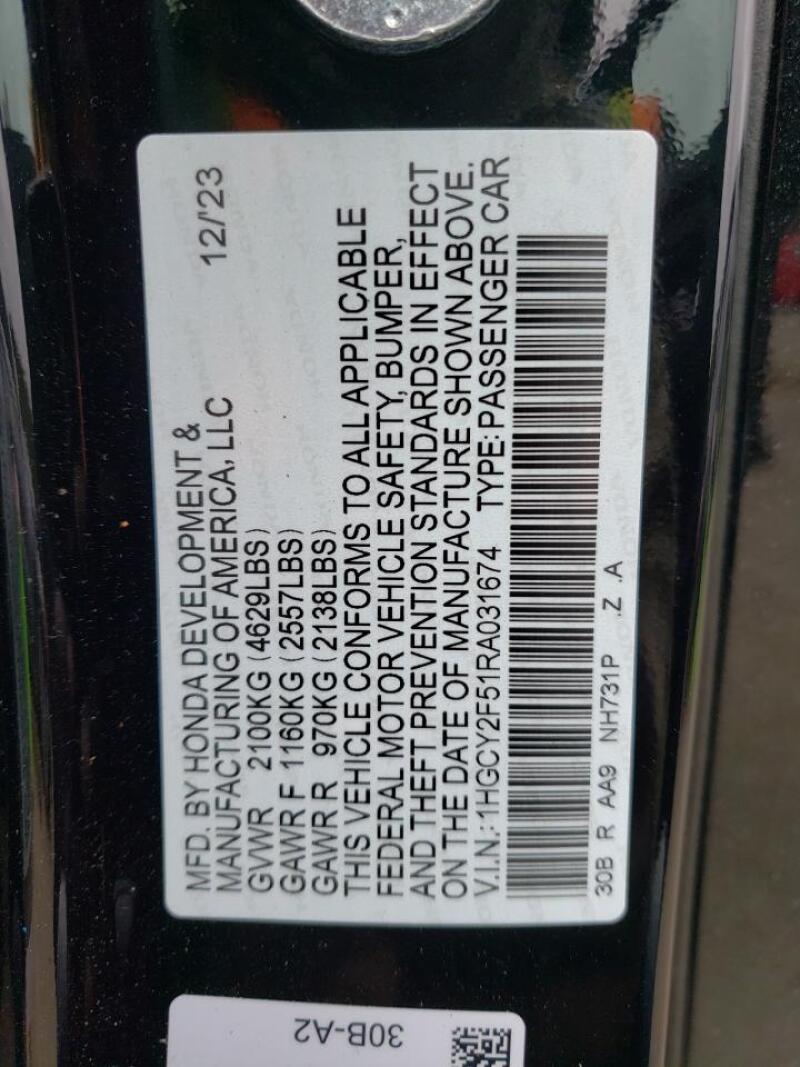 MFD. BY HONDA DEVELOPMENT &
MANUFACTURING OF AMERICA, LLC 12/'23
GVWR 2100KG (4629LBS)
GAWR F 1160KG (2557LBS)
GAWR R 970KG (2138LBS)
THIS VEHICLE CONFORMS TO ALL APPLICABLE
FEDERAL MOTOR VEHICLE SAFETY, BUMPER,
AND THEFT PREVENTION STANDARDS IN EFFECT
ON THE DATE OF MANUFACTURE SHOWN ABOVE.
V.I.N.: 1HGCY2F51RA031674 TYPE: PASSENGER CAR
30B R AA9 NH731P .Z .A
30B-A2